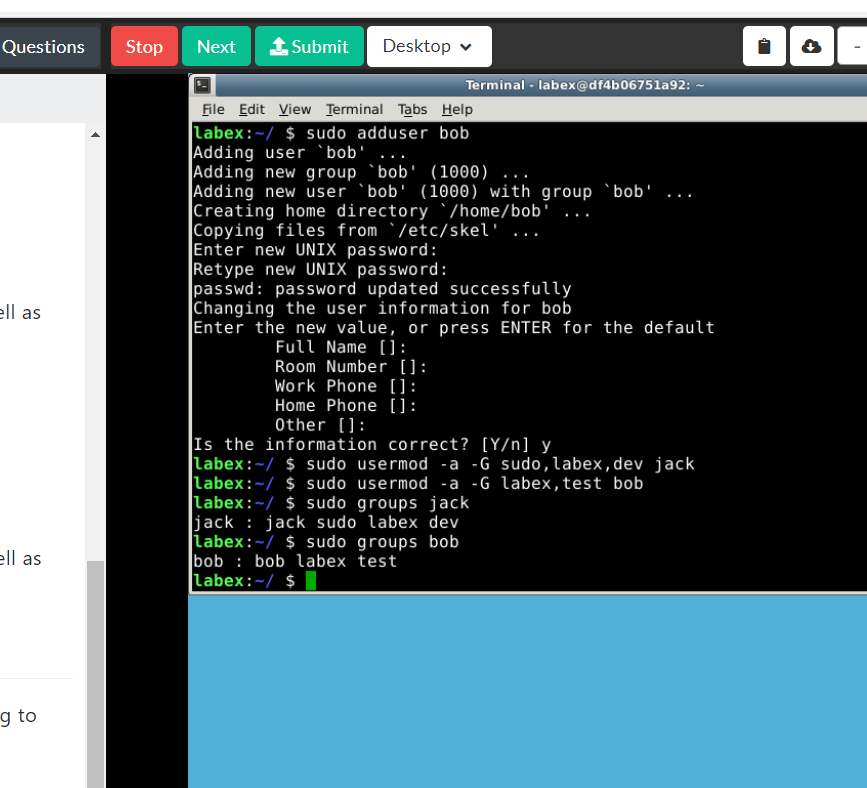 Questions
Stop
Next
Submit
Desktop
Terminal - labex@df4b06751a92: ~
File Edit View Terminal Tabs Help
labex:~/ $ sudo adduser bob
Adding user `bob' ...
Adding new group `bob' (1000) ...
Adding new user `bob' (1000) with group `bob' ...
Creating home directory `/home/bob' ...
Copying files from `/etc/skel' ...
Enter new UNIX password:
Retype new UNIX password:
passwd: password updated successfully
Changing the user information for bob
Enter the new value, or press ENTER for the default
Full Name []:
Room Number []:
Work Phone []:
Home Phone []:
Other []:
Is the information correct? [Y/n] y
labex:~/ $ sudo usermod -a -G sudo,labex,dev jack
labex:~/ $ sudo usermod -a -G labex,test bob
labex:~/ $ sudo groups jack
jack : jack sudo labex dev
labex:~/ $ sudo groups bob
bob : bob labex test
labex:~/ $
ell as
ell as
g to